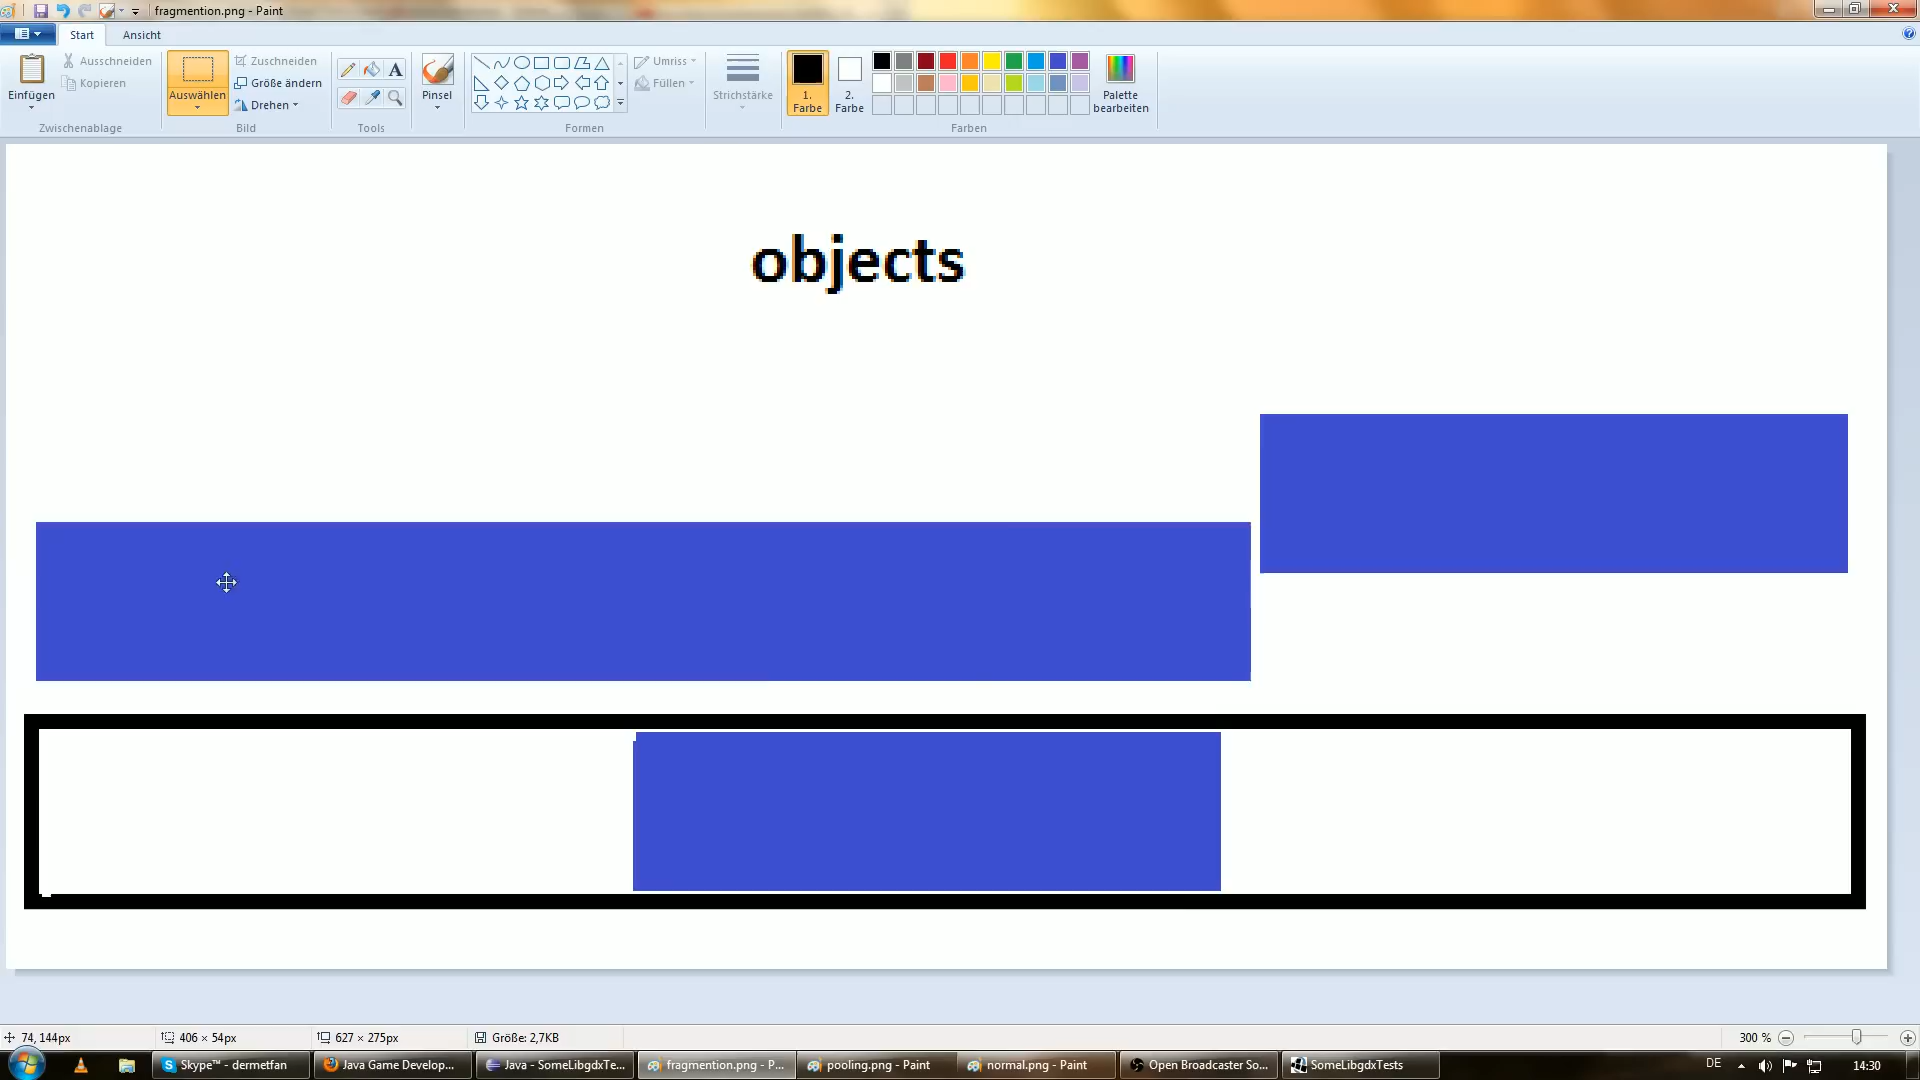 fragmention.png - Paint
Start
Ansicht
Einfügen
Ausschneiden
Kopieren
Zwischenablage
Auswählen
Zuschneiden
Größe ändern
Drehen
Bild
A
Tools
Pinsel
Umriss
Füllen
Formen
Strichstärke
1.
Farbe
2.
Farbe
Palette
bearbeiten
Farben
objects
74, 144px
406 × 54px
627 × 275px
Größe: 2,7KB
300 %
Skype™ - dermetfan
Java Game Develop...
Java - SomeLibgdxTe...
fragmention.png - P...
pooling.png - Paint
normal.png - Paint
Open Broadcaster So...
SomeLibgdxTests
DE
14:30